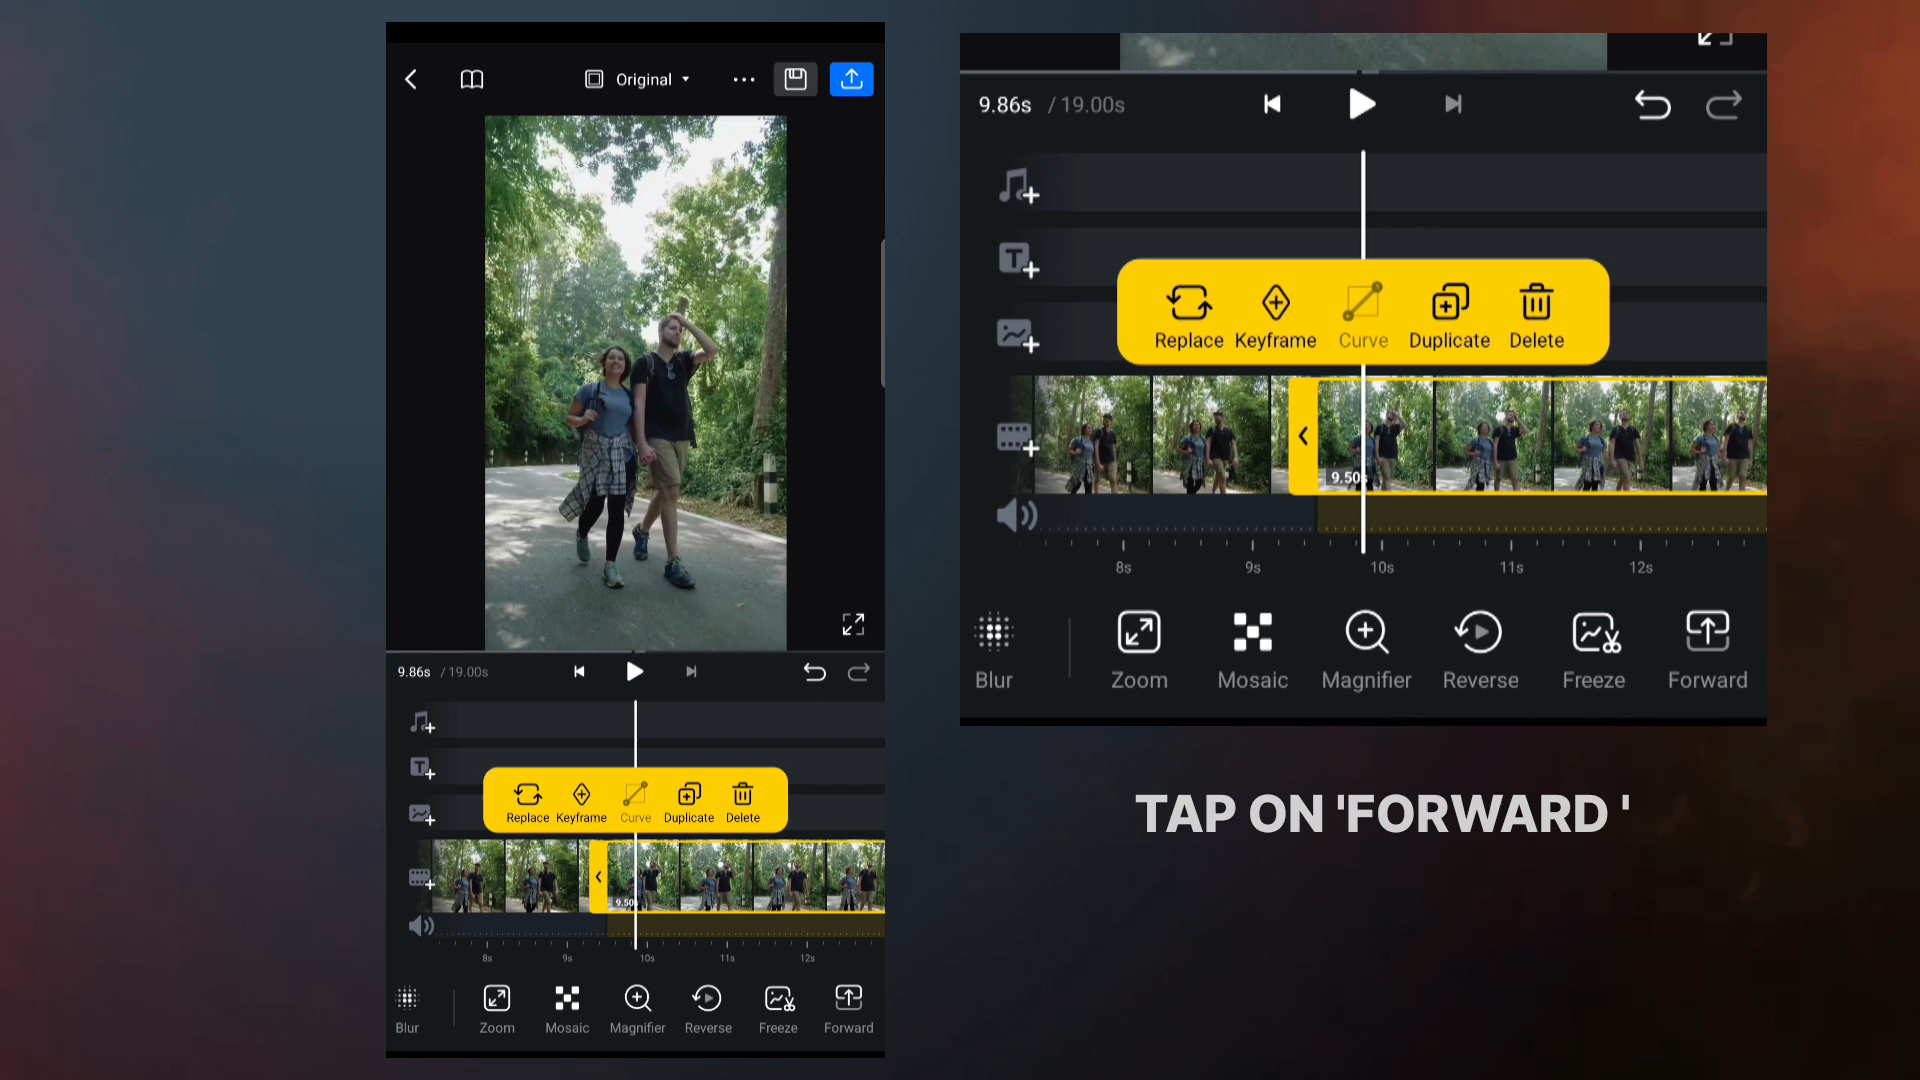 Original
9.86s / 19.00s
Replace Keyframe Curve Duplicate Delete
9.50s
8s 9s 10s 11s 12s
Blur Zoom Mosaic Magnifier Reverse Freeze Forward
9.86s / 19.00s
Replace Keyframe Curve Duplicate Delete
9.50s
8s 9s 10s 11s 12s
Blur Zoom Mosaic Magnifier Reverse Freeze Forward
TAP ON 'FORWARD '